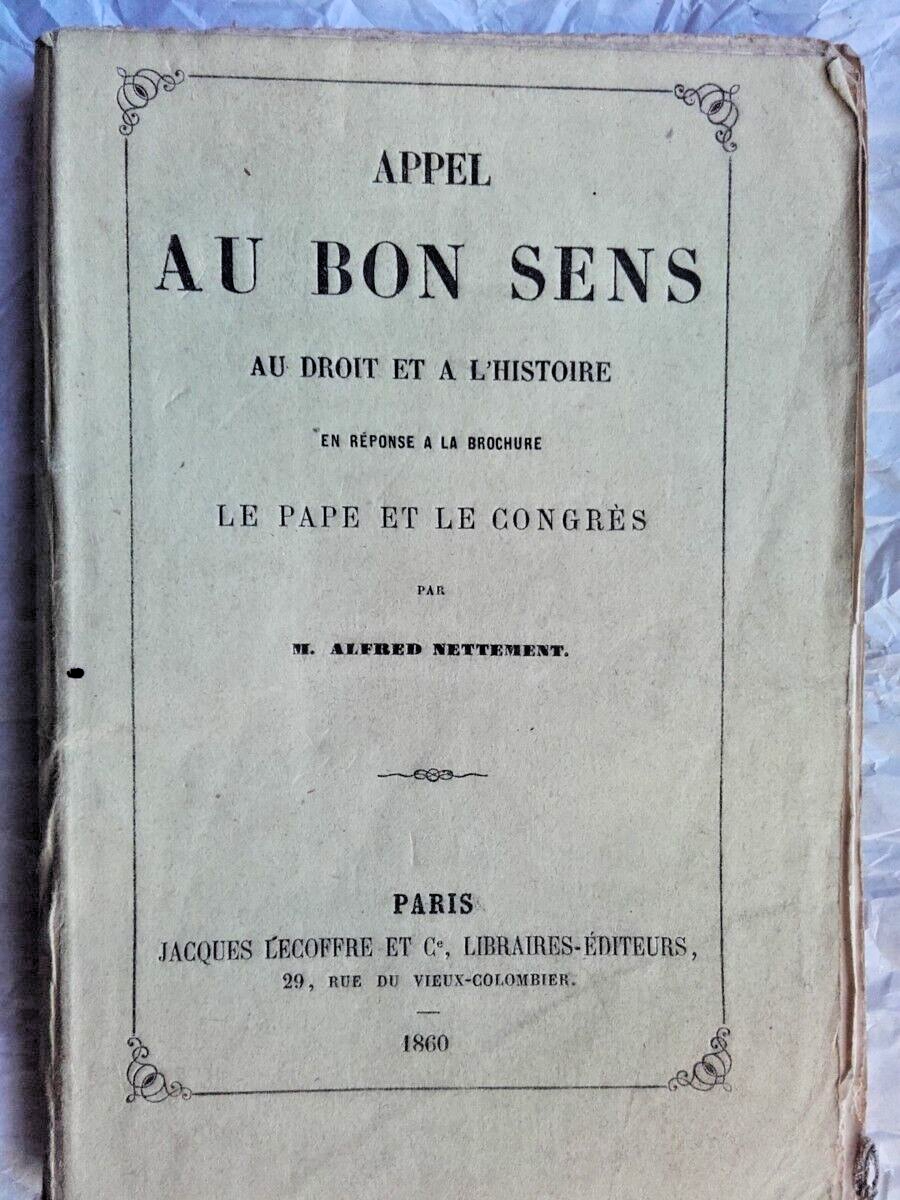 APPEL
AU BON SENS
AU DROIT ET A L'HISTOIRE
EN RÉPONSE A LA BROCHURE
LE PAPE ET LE CONGRÈS
PAR
M. ALFRED NETTEMENT.
PARIS
JACQUES LECOFFRE ET Cᵉ, LIBRAIRES-ÉDITEURS,
29, RUE DU VIEUX-COLOMBIER.
1860